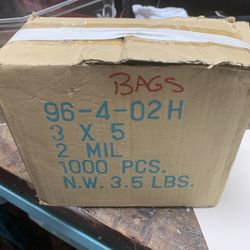 BAGS
96-4-02H
3 X 5
2 MIL
1000 PCS.
N.W. 3.5 LBS.